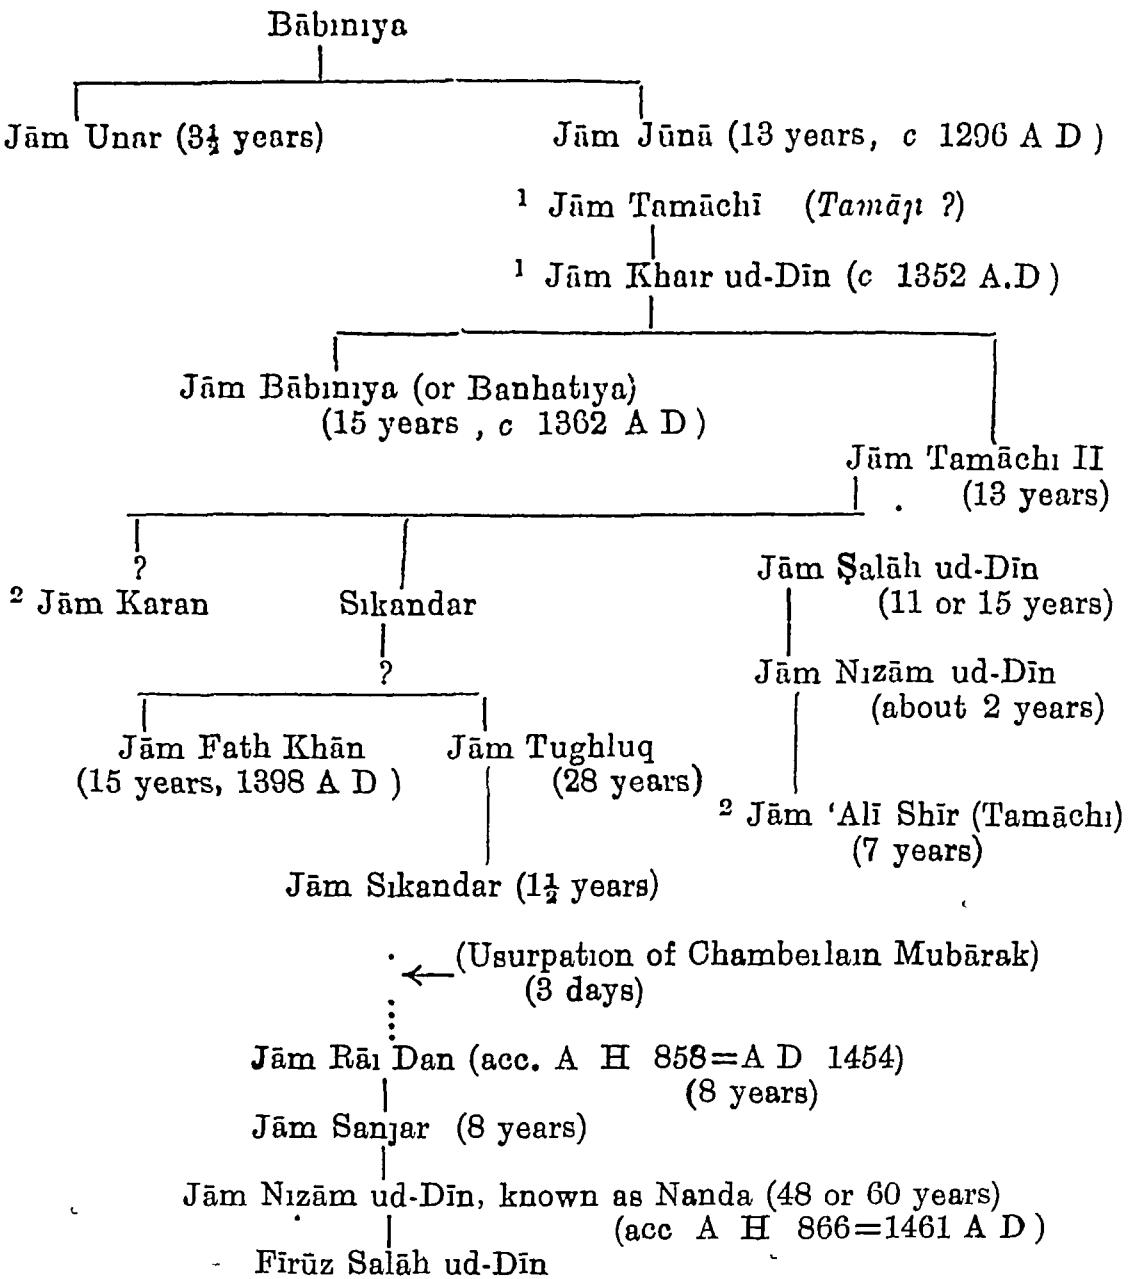 Bābınıya
Jām Unar (3½ years)
Jām Jūnā (13 years, c 1296 A D )
¹ Jām Tamāchī (Tamāȷı ?)
¹ Jām Khaır ud-Dīn (c 1352 A.D )
Jām Bābınıya (or Banhatıya)
(15 years , c 1362 A D )
Jām Tamāchı II
(13 years)
?
² Jām Karan
Sıkandar
?
Jām Ṣalāh ud-Dīn
(11 or 15 years)
Jām Nızām ud-Dīn
(about 2 years)
Jām Fath Khān
(15 years, 1398 A D )
Jām Tughluq
(28 years)
² Jām ‘Alī Shīr (Tamāchı)
(7 years)
Jām Sıkandar (1½ years)
(Usurpatıon of Chambeılaın Mubārak)
(3 days)
Jām Rāı Dan (acc. A H 858=A D 1454)
(8 years)
Jām Sanȷar (8 years)
Jām Nızām ud-Dīn, known as Nanda (48 or 60 years)
(acc A H 866=1461 A D )
Fīrūz Salāh ud-Dīn